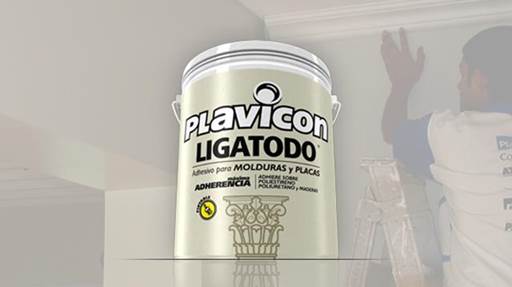 PLAVICON
LIGATODO
Adhesivo para MOLDURAS y PLACAS
máxima
ADHERENCIA
ADHIERE SOBRE
POLIESTIRENO
POLIURETANO y MADERAS